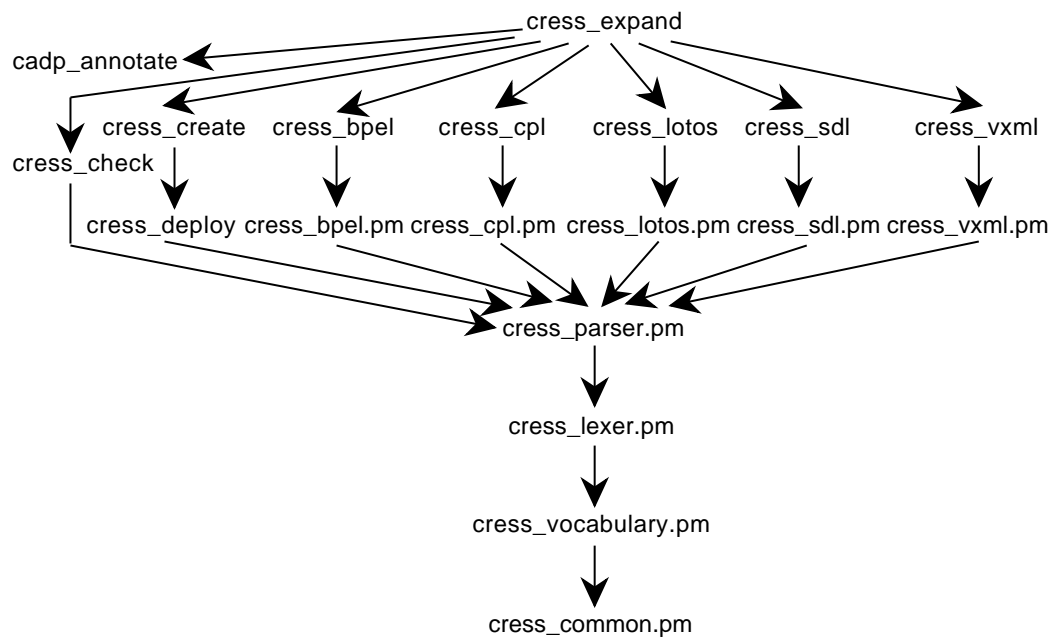 cress_expand
cadp_annotate
cress_create cress_bpel cress_cpl cress_lotos cress_sdl cress_vxml
cress_check
cress_deploy cress_bpel.pm cress_cpl.pm cress_lotos.pm cress_sdl.pm cress_vxml.pm
cress_parser.pm
cress_lexer.pm
cress_vocabulary.pm
cress_common.pm